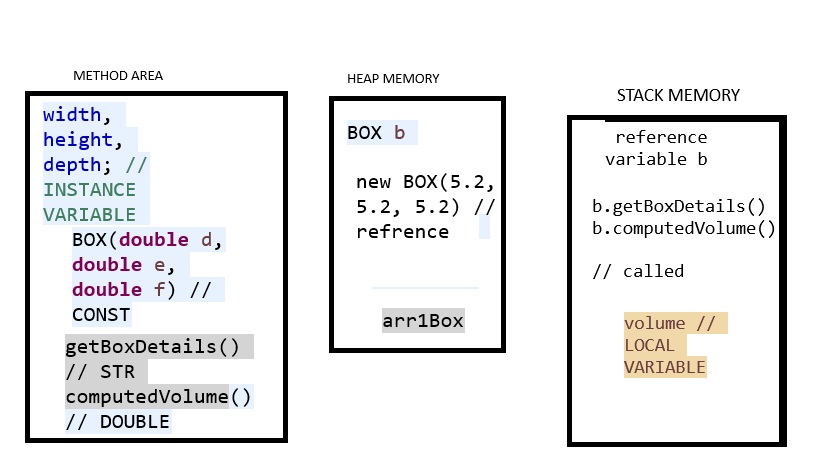 METHOD AREA
width,
height,
depth; //
INSTANCE
VARIABLE
BOX(double d,
double e,
double f) //
CONST
getBoxDetails()
// STR
computedVolume()
// DOUBLE
HEAP MEMORY
BOX b
new BOX(5.2,
5.2, 5.2) //
refrence
arr1Box
STACK MEMORY
reference
variable b
b.getBoxDetails()
b.computedVolume()
// called
volume //
LOCAL
VARIABLE